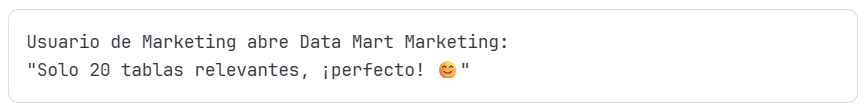 Usuario de Marketing abre Data Mart Marketing:
"Solo 20 tablas relevantes, ¡perfecto! 😊"